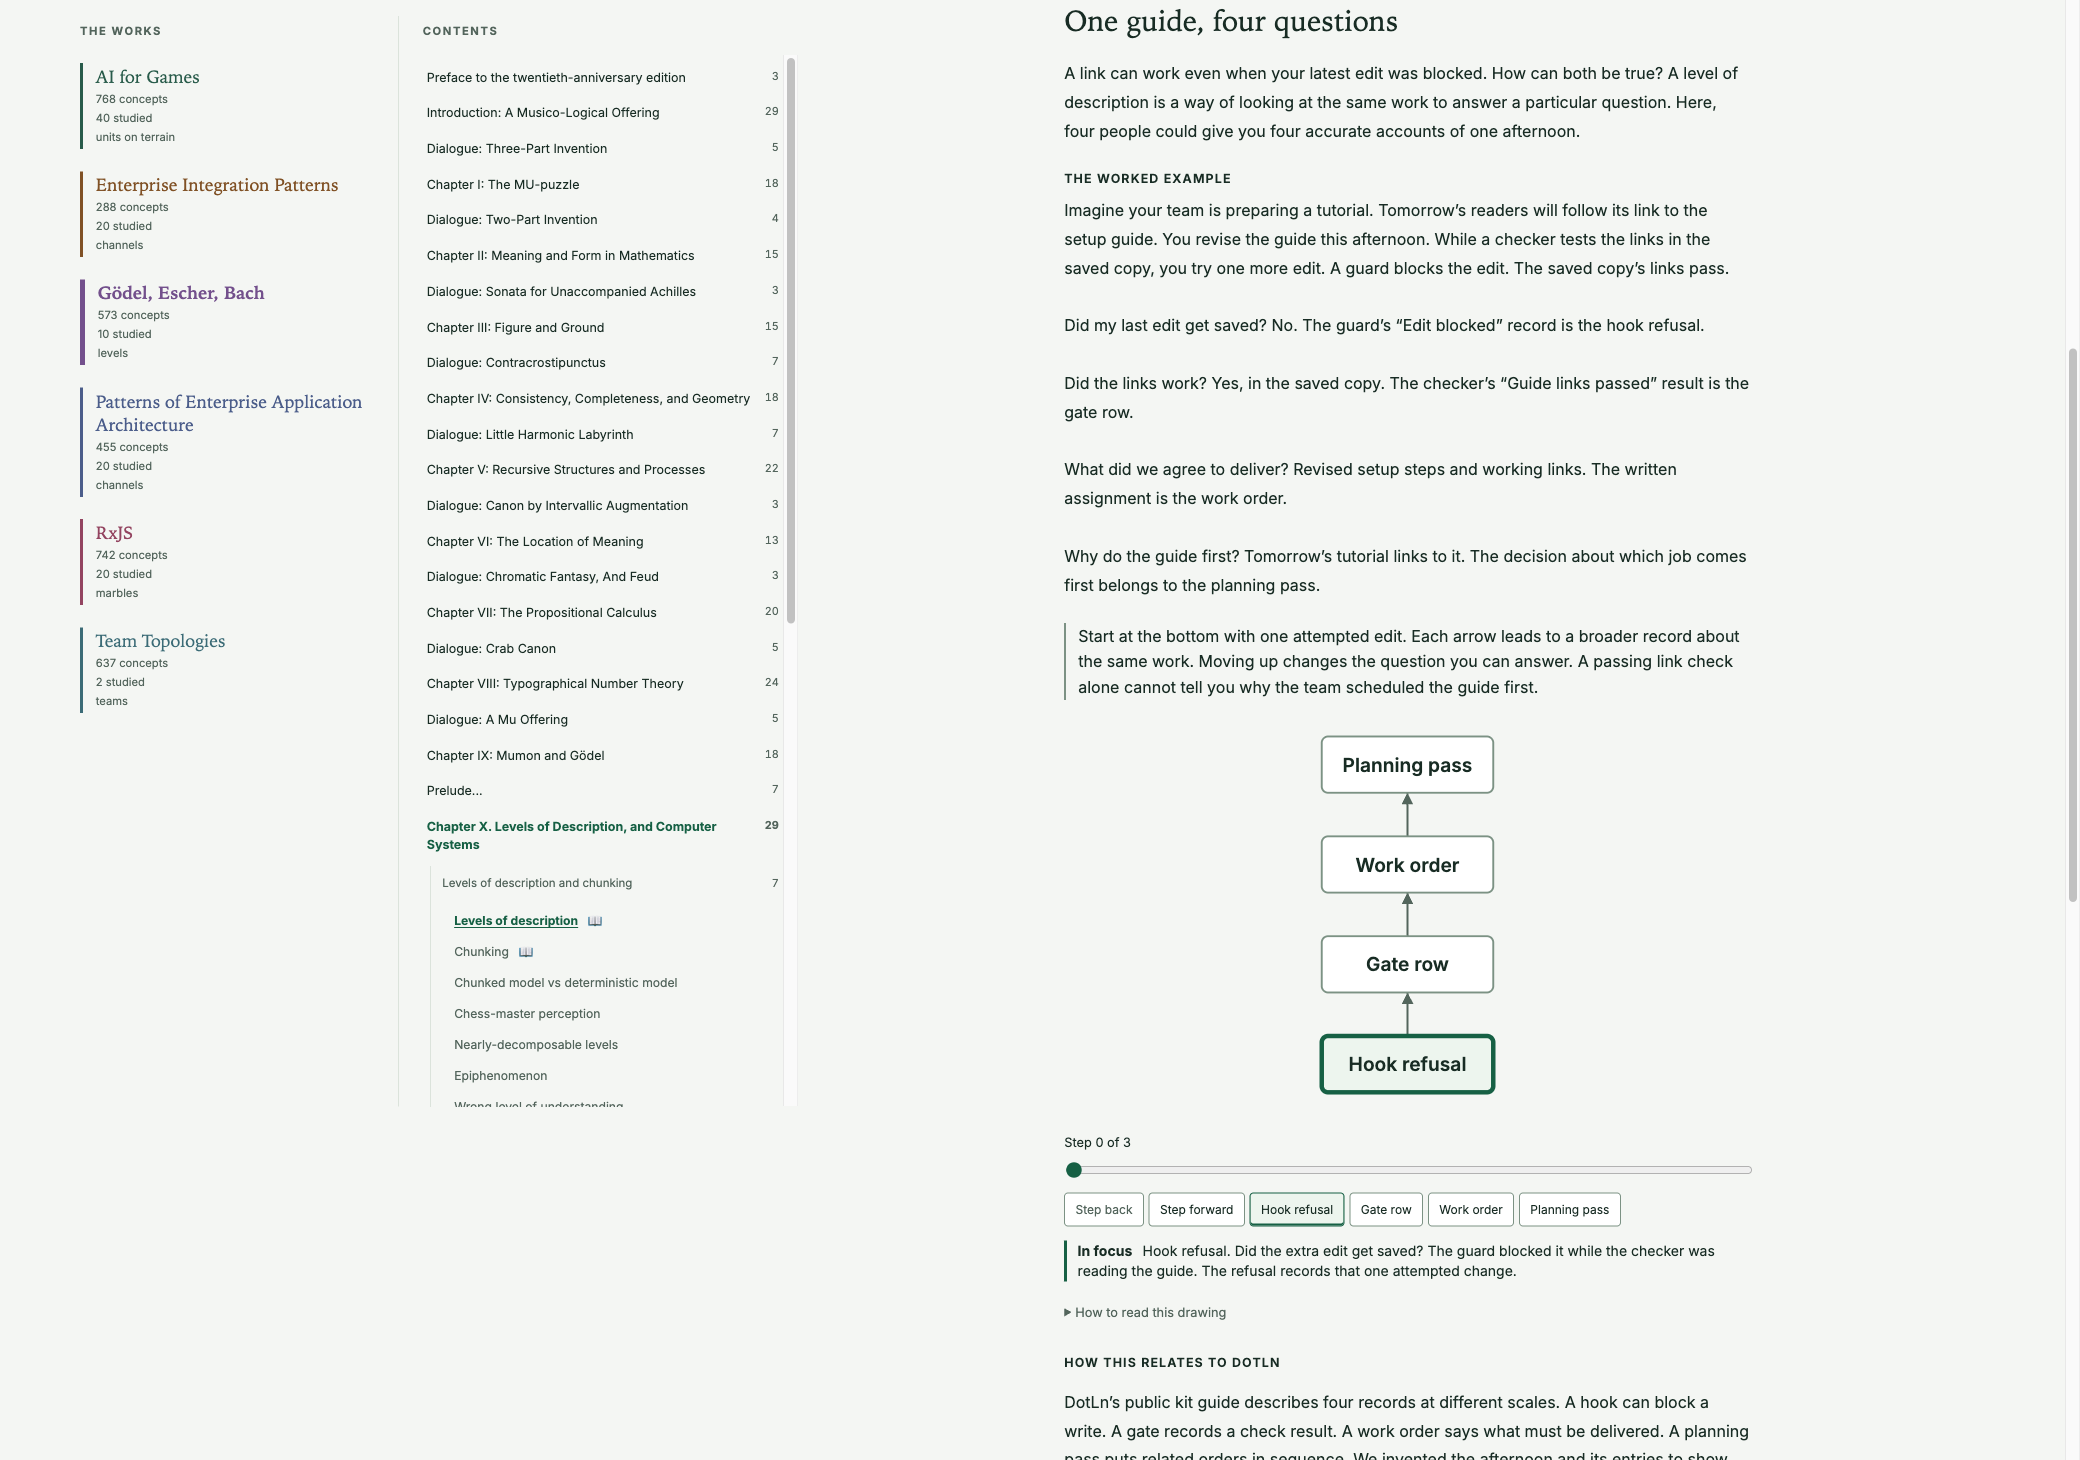 THE WORKS
AI for Games
768 concepts
40 studied
units on terrain
Enterprise Integration Patterns
288 concepts
20 studied
channels
Gödel, Escher, Bach
573 concepts
10 studied
levels
Patterns of Enterprise Application
Architecture
455 concepts
20 studied
channels
RxJS
742 concepts
20 studied
marbles
Team Topologies
637 concepts
2 studied
teams
CONTENTS
Preface to the twentieth-anniversary edition 3
Introduction: A Musico-Logical Offering 29
Dialogue: Three-Part Invention 5
Chapter I: The MU-puzzle 18
Dialogue: Two-Part Invention 4
Chapter II: Meaning and Form in Mathematics 15
Dialogue: Sonata for Unaccompanied Achilles 3
Chapter III: Figure and Ground 15
Dialogue: Contracrostipunctus 7
Chapter IV: Consistency, Completeness, and Geometry 18
Dialogue: Little Harmonic Labyrinth 7
Chapter V: Recursive Structures and Processes 22
Dialogue: Canon by Intervallic Augmentation 3
Chapter VI: The Location of Meaning 13
Dialogue: Chromatic Fantasy, And Feud 3
Chapter VII: The Propositional Calculus 20
Dialogue: Crab Canon 5
Chapter VIII: Typographical Number Theory 24
Dialogue: A Mu Offering 5
Chapter IX: Mumon and Gödel 18
Prelude... 7
Chapter X. Levels of Description, and Computer 29
Systems
Levels of description and chunking 7
Levels of description
Chunking
Chunked model vs deterministic model
Chess-master perception
Nearly-decomposable levels
Epiphenomenon
Wrong level of understanding
One guide, four questions
A link can work even when your latest edit was blocked. How can both be true? A level of
description is a way of looking at the same work to answer a particular question. Here,
four people could give you four accurate accounts of one afternoon.
THE WORKED EXAMPLE
Imagine your team is preparing a tutorial. Tomorrow’s readers will follow its link to the
setup guide. You revise the guide this afternoon. While a checker tests the links in the
saved copy, you try one more edit. A guard blocks the edit. The saved copy’s links pass.
Did my last edit get saved? No. The guard’s “Edit blocked” record is the hook refusal.
Did the links work? Yes, in the saved copy. The checker’s “Guide links passed” result is the
gate row.
What did we agree to deliver? Revised setup steps and working links. The written
assignment is the work order.
Why do the guide first? Tomorrow’s tutorial links to it. The decision about which job comes
first belongs to the planning pass.
Start at the bottom with one attempted edit. Each arrow leads to a broader record about
the same work. Moving up changes the question you can answer. A passing link check
alone cannot tell you why the team scheduled the guide first.
Planning pass
Work order
Gate row
Hook refusal
Step 0 of 3
Step back Step forward Hook refusal Gate row Work order Planning pass
In focus Hook refusal. Did the extra edit get saved? The guard blocked it while the checker was
reading the guide. The refusal records that one attempted change.
How to read this drawing
HOW THIS RELATES TO DOTLN
DotLn’s public kit guide describes four records at different scales. A hook can block a
write. A gate records a check result. A work order says what must be delivered. A planning
pass puts related orders in sequence. We invented the afternoon and its entries to show